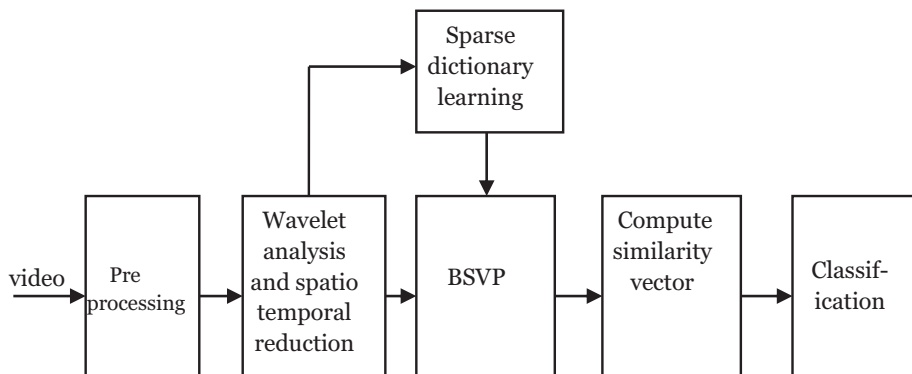 Sparse
dictionary
learning
video
Pre
processing
Wavelet
analysis
and spatio
temporal
reduction
BSVP
Compute
similarity
vector
Classif-
ication